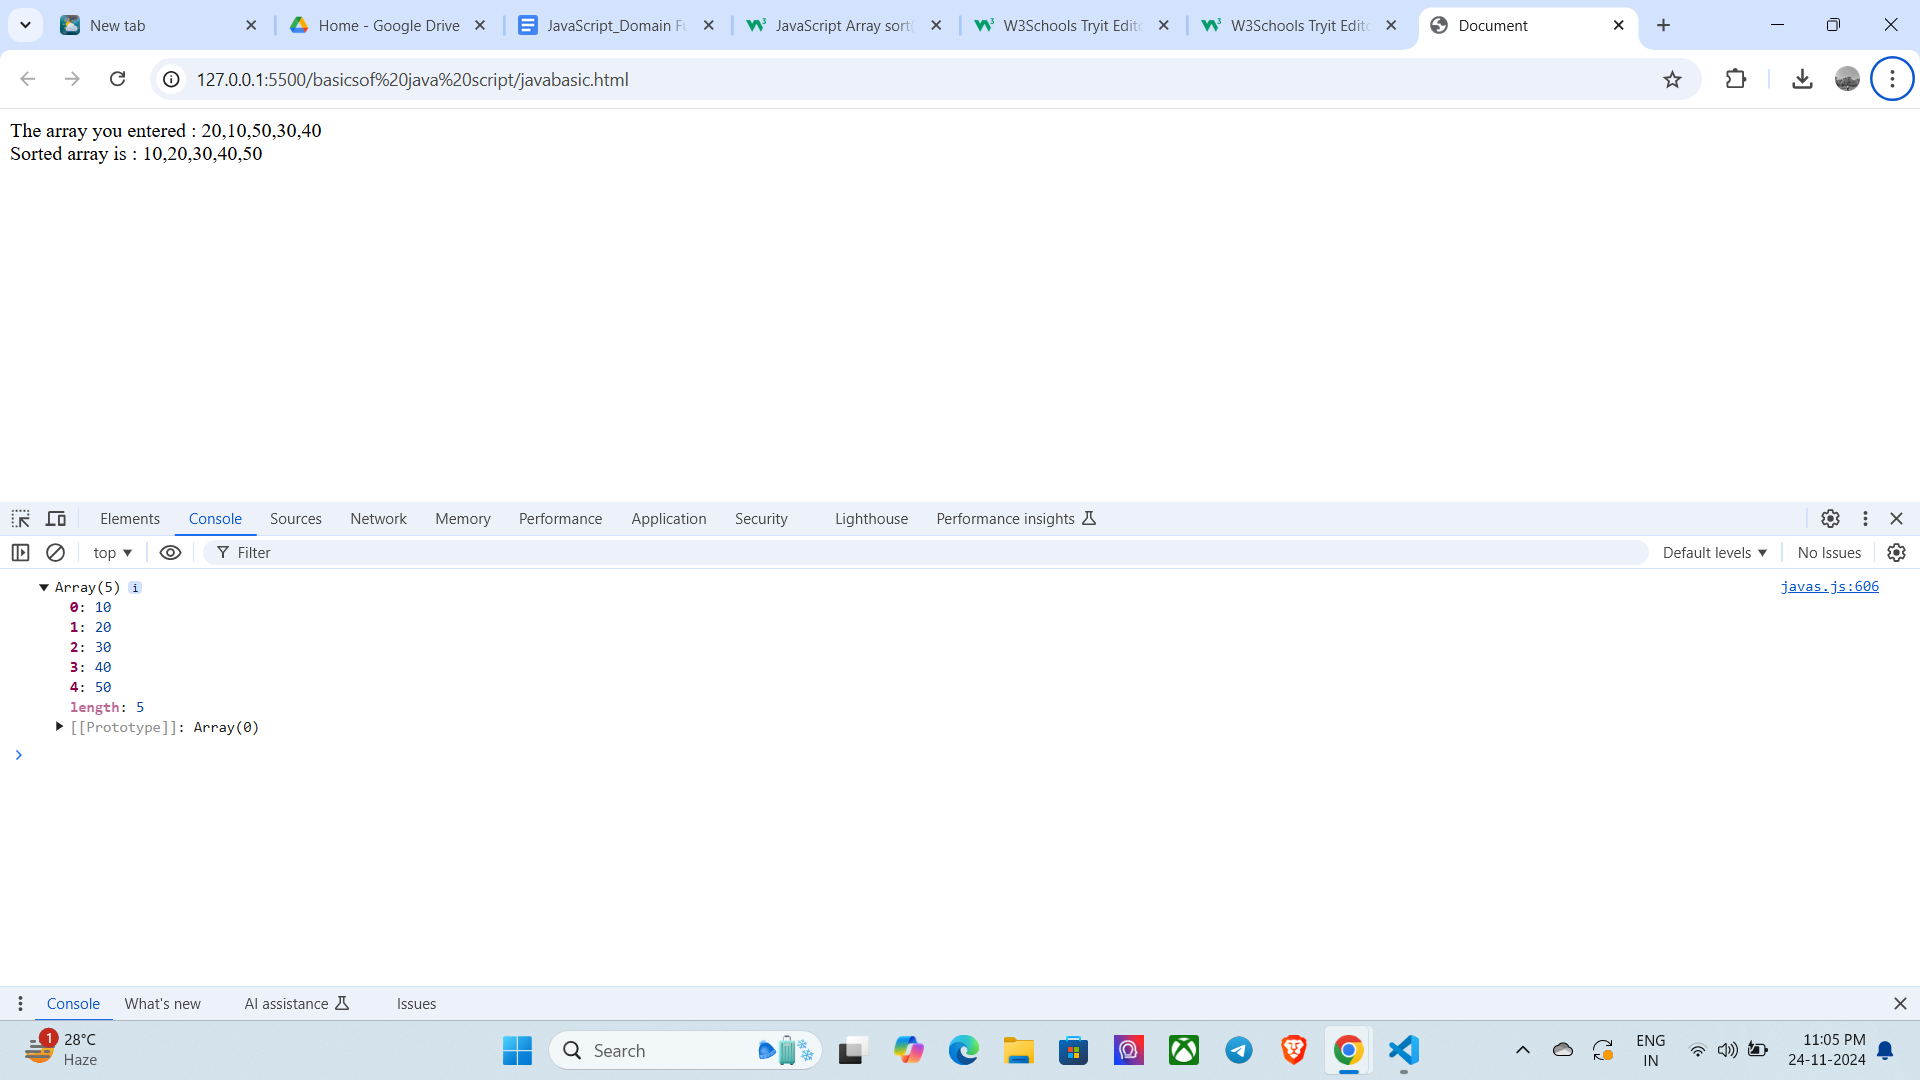 New tab
Home - Google Drive
JavaScript_Domain Fu
JavaScript Array sort(
W3Schools Tryit Edito
W3Schools Tryit Edito
Document
127.0.0.1:5500/basicsof%20java%20script/javabasic.html
The array you entered : 20,10,50,30,40
Sorted array is : 10,20,30,40,50
Elements Console Sources Network Memory Performance Application Security Lighthouse Performance insights
top Filter Default levels No Issues
Array(5) i javas.js:606
0: 10
1: 20
2: 30
3: 40
4: 50
length: 5
[[Prototype]]: Array(0)
Console What's new AI assistance Issues
1
28°C
Haze
Search
ENG
IN
11:05 PM
24-11-2024